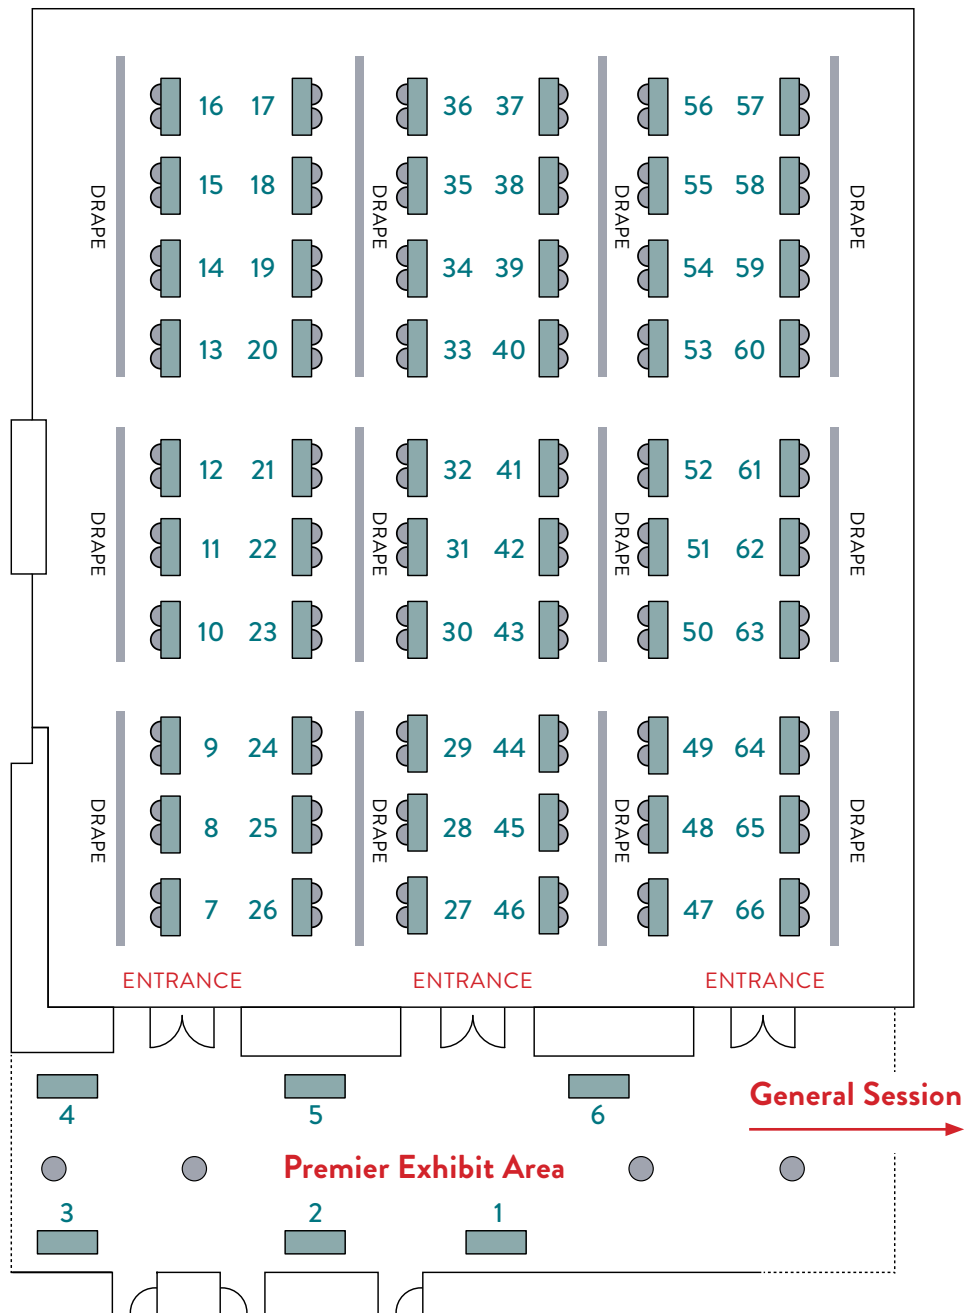 16 17 36 37 56 57
15 18 35 38 55 58
DRAPE DRAPE DRAPE DRAPE
14 19 34 39 54 59
13 20 33 40 53 60
12 21 32 41 52 61
11 22 31 42 51 62
DRAPE DRAPE DRAPE DRAPE
10 23 30 43 50 63
9 24 29 44 49 64
8 25 28 45 48 65
DRAPE DRAPE DRAPE DRAPE
7 26 27 46 47 66
ENTRANCE ENTRANCE ENTRANCE
General Session
4 5 6
Premier Exhibit Area
3 2 1